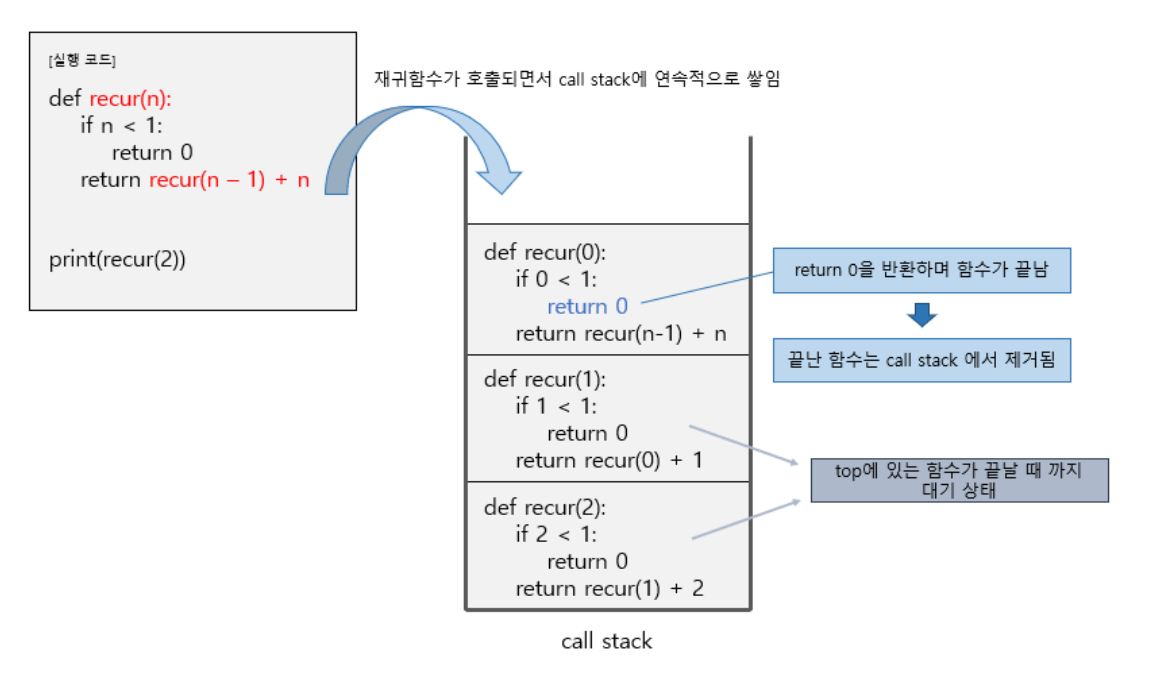 [실행 코드]
def recur(n):
if n < 1:
return 0
return recur(n – 1) + n
print(recur(2))
재귀함수가 호출되면서 call stack에 연속적으로 쌓임
def recur(0):
if 0 < 1:
return 0
return recur(n-1) + n
def recur(1):
if 1 < 1:
return 0
return recur(0) + 1
def recur(2):
if 2 < 1:
return 0
return recur(1) + 2
call stack
return 0을 반환하며 함수가 끝남
끝난 함수는 call stack 에서 제거됨
top에 있는 함수가 끝날 때 까지
대기 상태